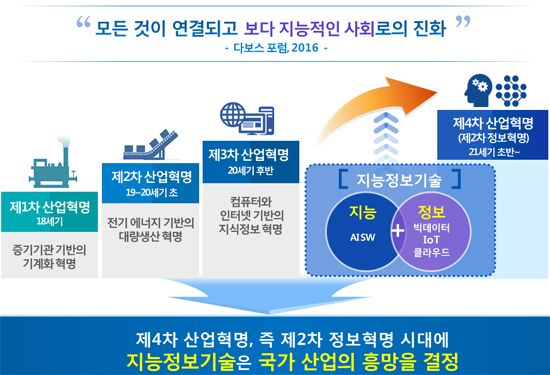 “ 모든 것이 연결되고 보다 지능적인 사회로의 진화 ”
- 다보스 포럼, 2016 -
제1차 산업혁명
18세기
증기기관 기반의
기계화 혁명
제2차 산업혁명
19~20세기 초
전기 에너지 기반의
대량생산 혁명
제3차 산업혁명
20세기 후반
컴퓨터와
인터넷 기반의
지식정보 혁명
제4차 산업혁명
(제2차 정보혁명)
21세기 초반~
[ 지능정보기술 ]
지능
AISW
+
정보
빅데이터
IoT
클라우드
제4차 산업혁명, 즉 제2차 정보혁명 시대에
지능정보기술은 국가 산업의 흥망을 결정